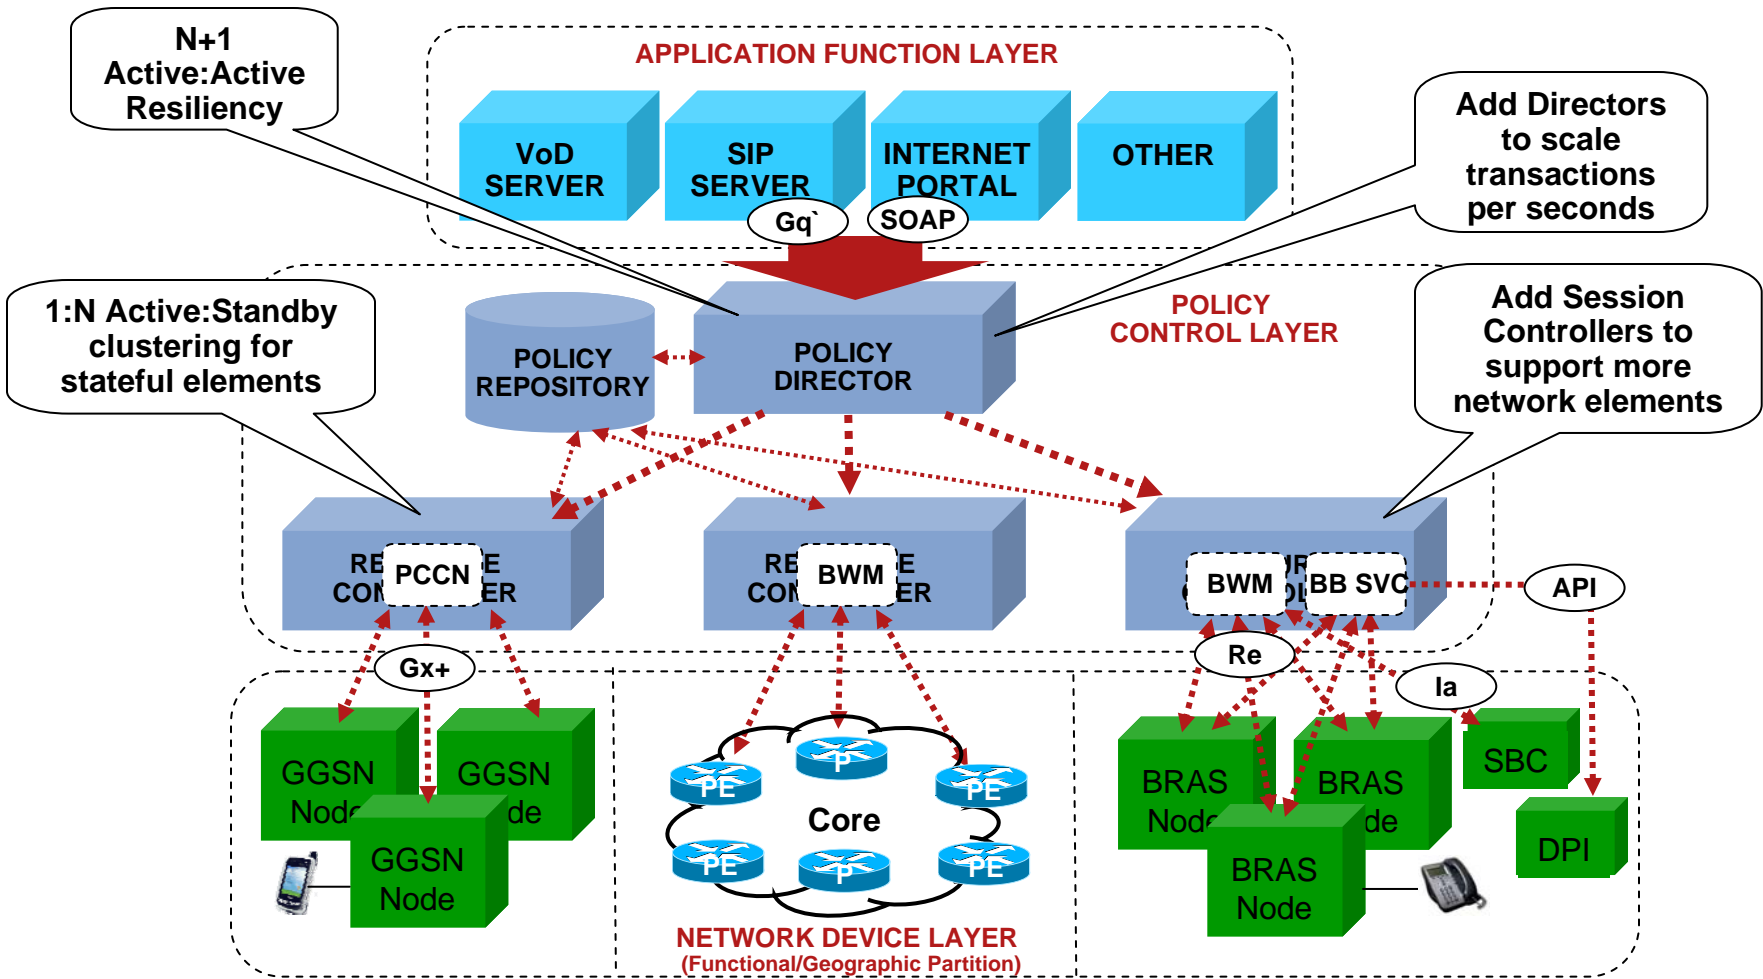 N+1
Active:Active
Resiliency
APPLICATION FUNCTION LAYER
VoD
SERVER
SIP
SERVER
INTERNET
PORTAL
OTHER
Gq`
SOAP
Add Directors
to scale
transactions
per seconds
1:N Active:Standby
clustering for
stateful elements
POLICY
REPOSITORY
POLICY
DIRECTOR
POLICY
CONTROL LAYER
Add Session
Controllers to
support more
network elements
PCCN
BWM
BWM
BB SVC
API
Gx+
Re
Ia
GGSN
Node
GGSN
GGSN
Node
PE
P
PE
Core
PE
P
PE
BRAS
BRAS
BRAS
Node
SBC
DPI
NETWORK DEVICE LAYER
(Functional/Geographic Partition)